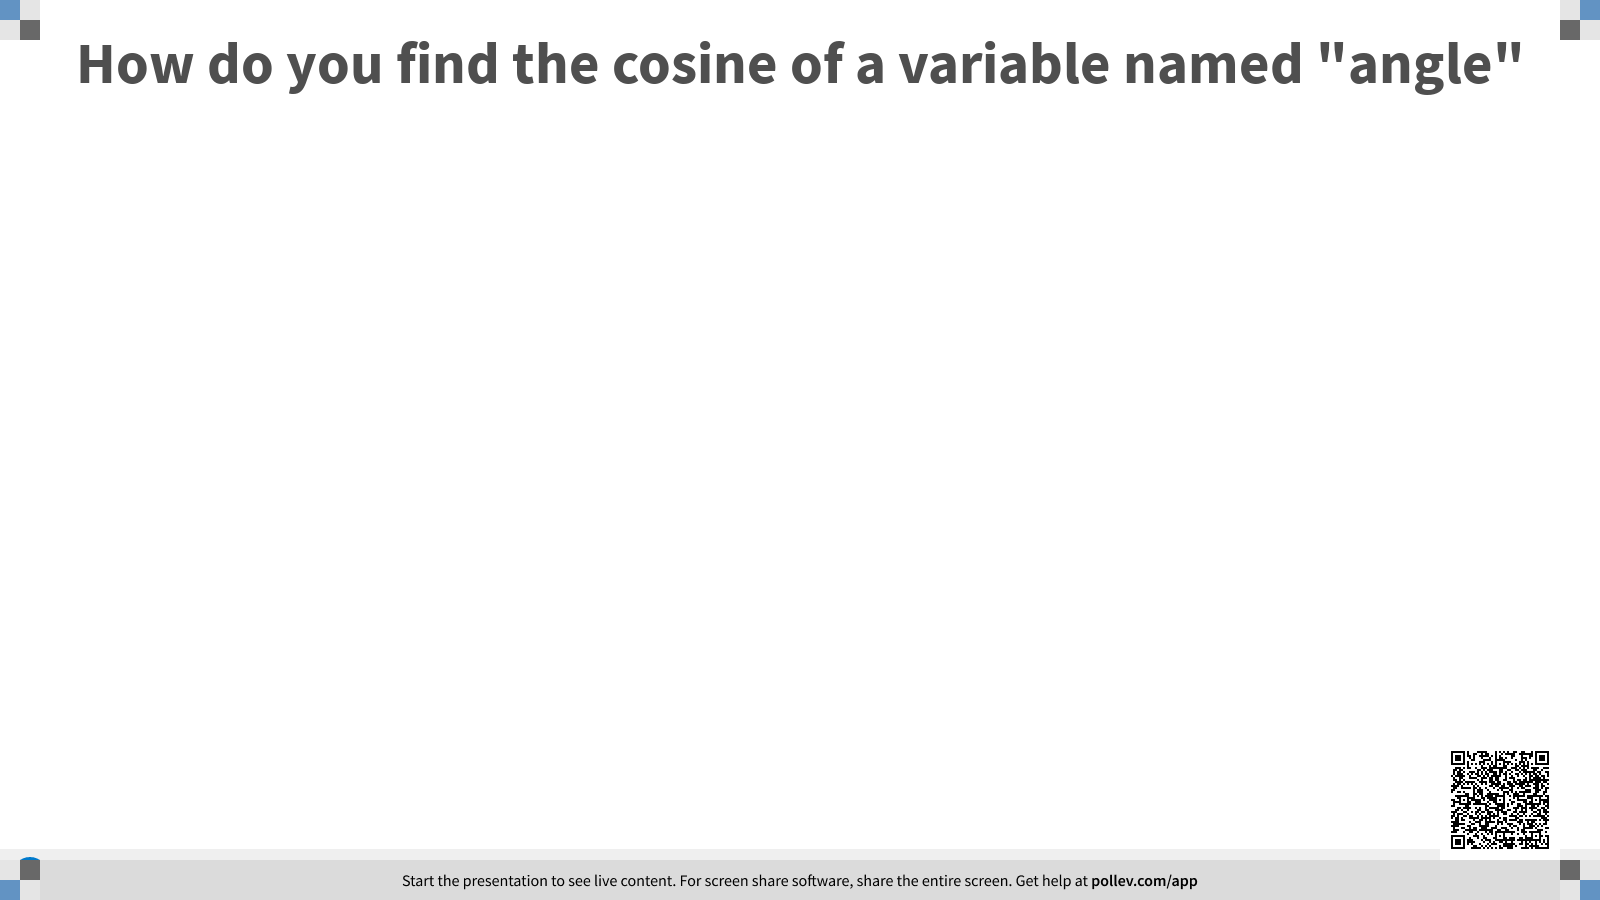 How do you find the cosine of a variable named "angle"
Start the presentation to see live content. For screen share software, share the entire screen. Get help at pollev.com/app